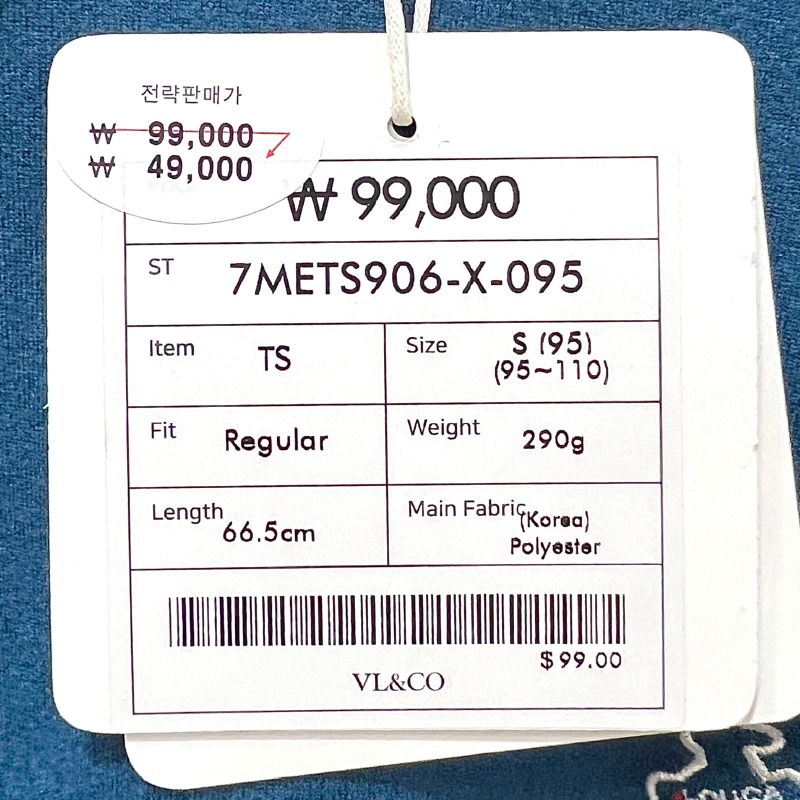 전략판매가
₩ 99,000
₩ 49,000
₩ 99,000
ST 7METS906-X-095
Item TS
Size S (95)
(95~110)
Fit Regular
Weight 290g
Length 66.5cm
Main Fabric (Korea)
Polyester
$99.00
VL&CO